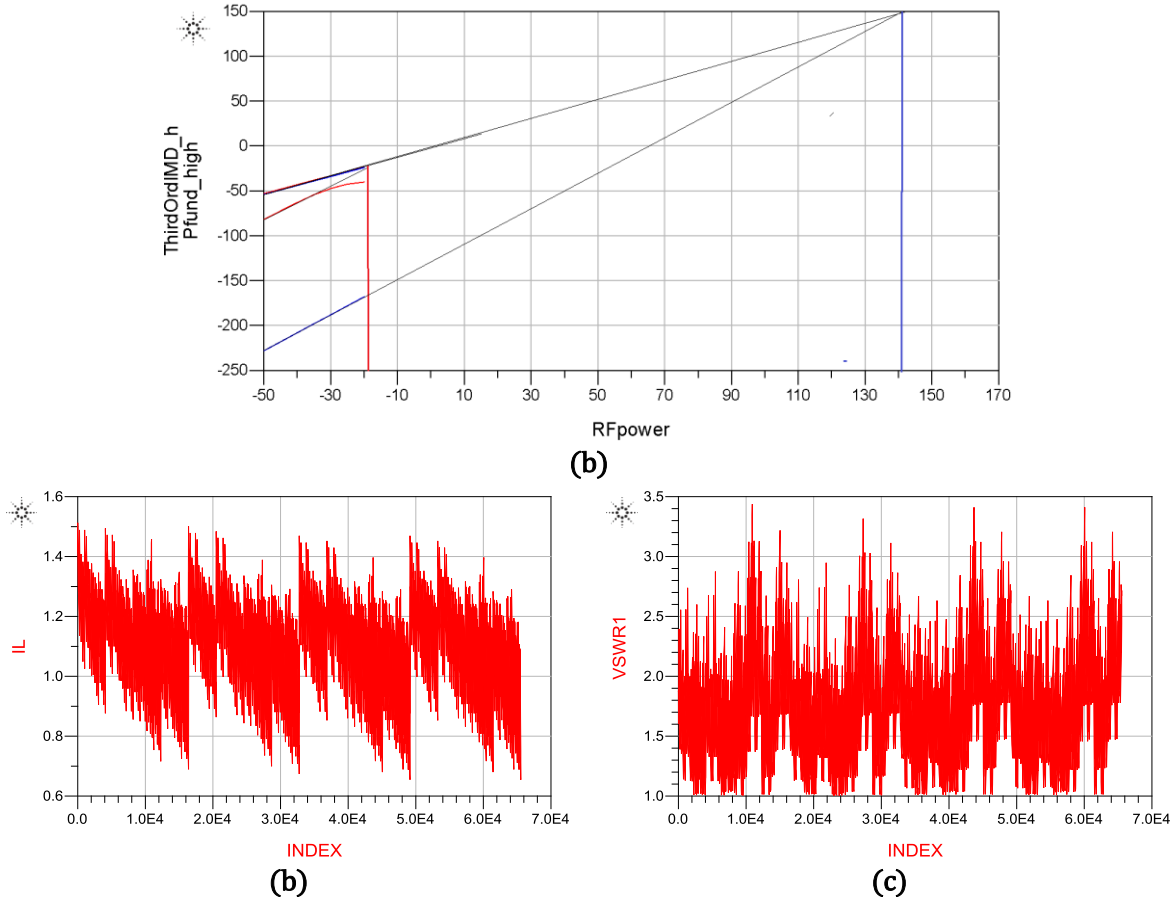 150
100
50
0
-50
-100
-150
-200
-250
ThirdOrdIMD_h
Pfund_high
-50 -30 -10 10 30 50 70 90 110 130 150 170
RFpower
(b)
1.6
1.4
1.2
1.0
0.8
0.6
IL
0.0 1.0E4 2.0E4 3.0E4 4.0E4 5.0E4 6.0E4 7.0E4
INDEX
(b)
3.5
3.0
2.5
2.0
1.5
1.0
VSWR1
0.0 1.0E4 2.0E4 3.0E4 4.0E4 5.0E4 6.0E4 7.0E4
INDEX
(c)